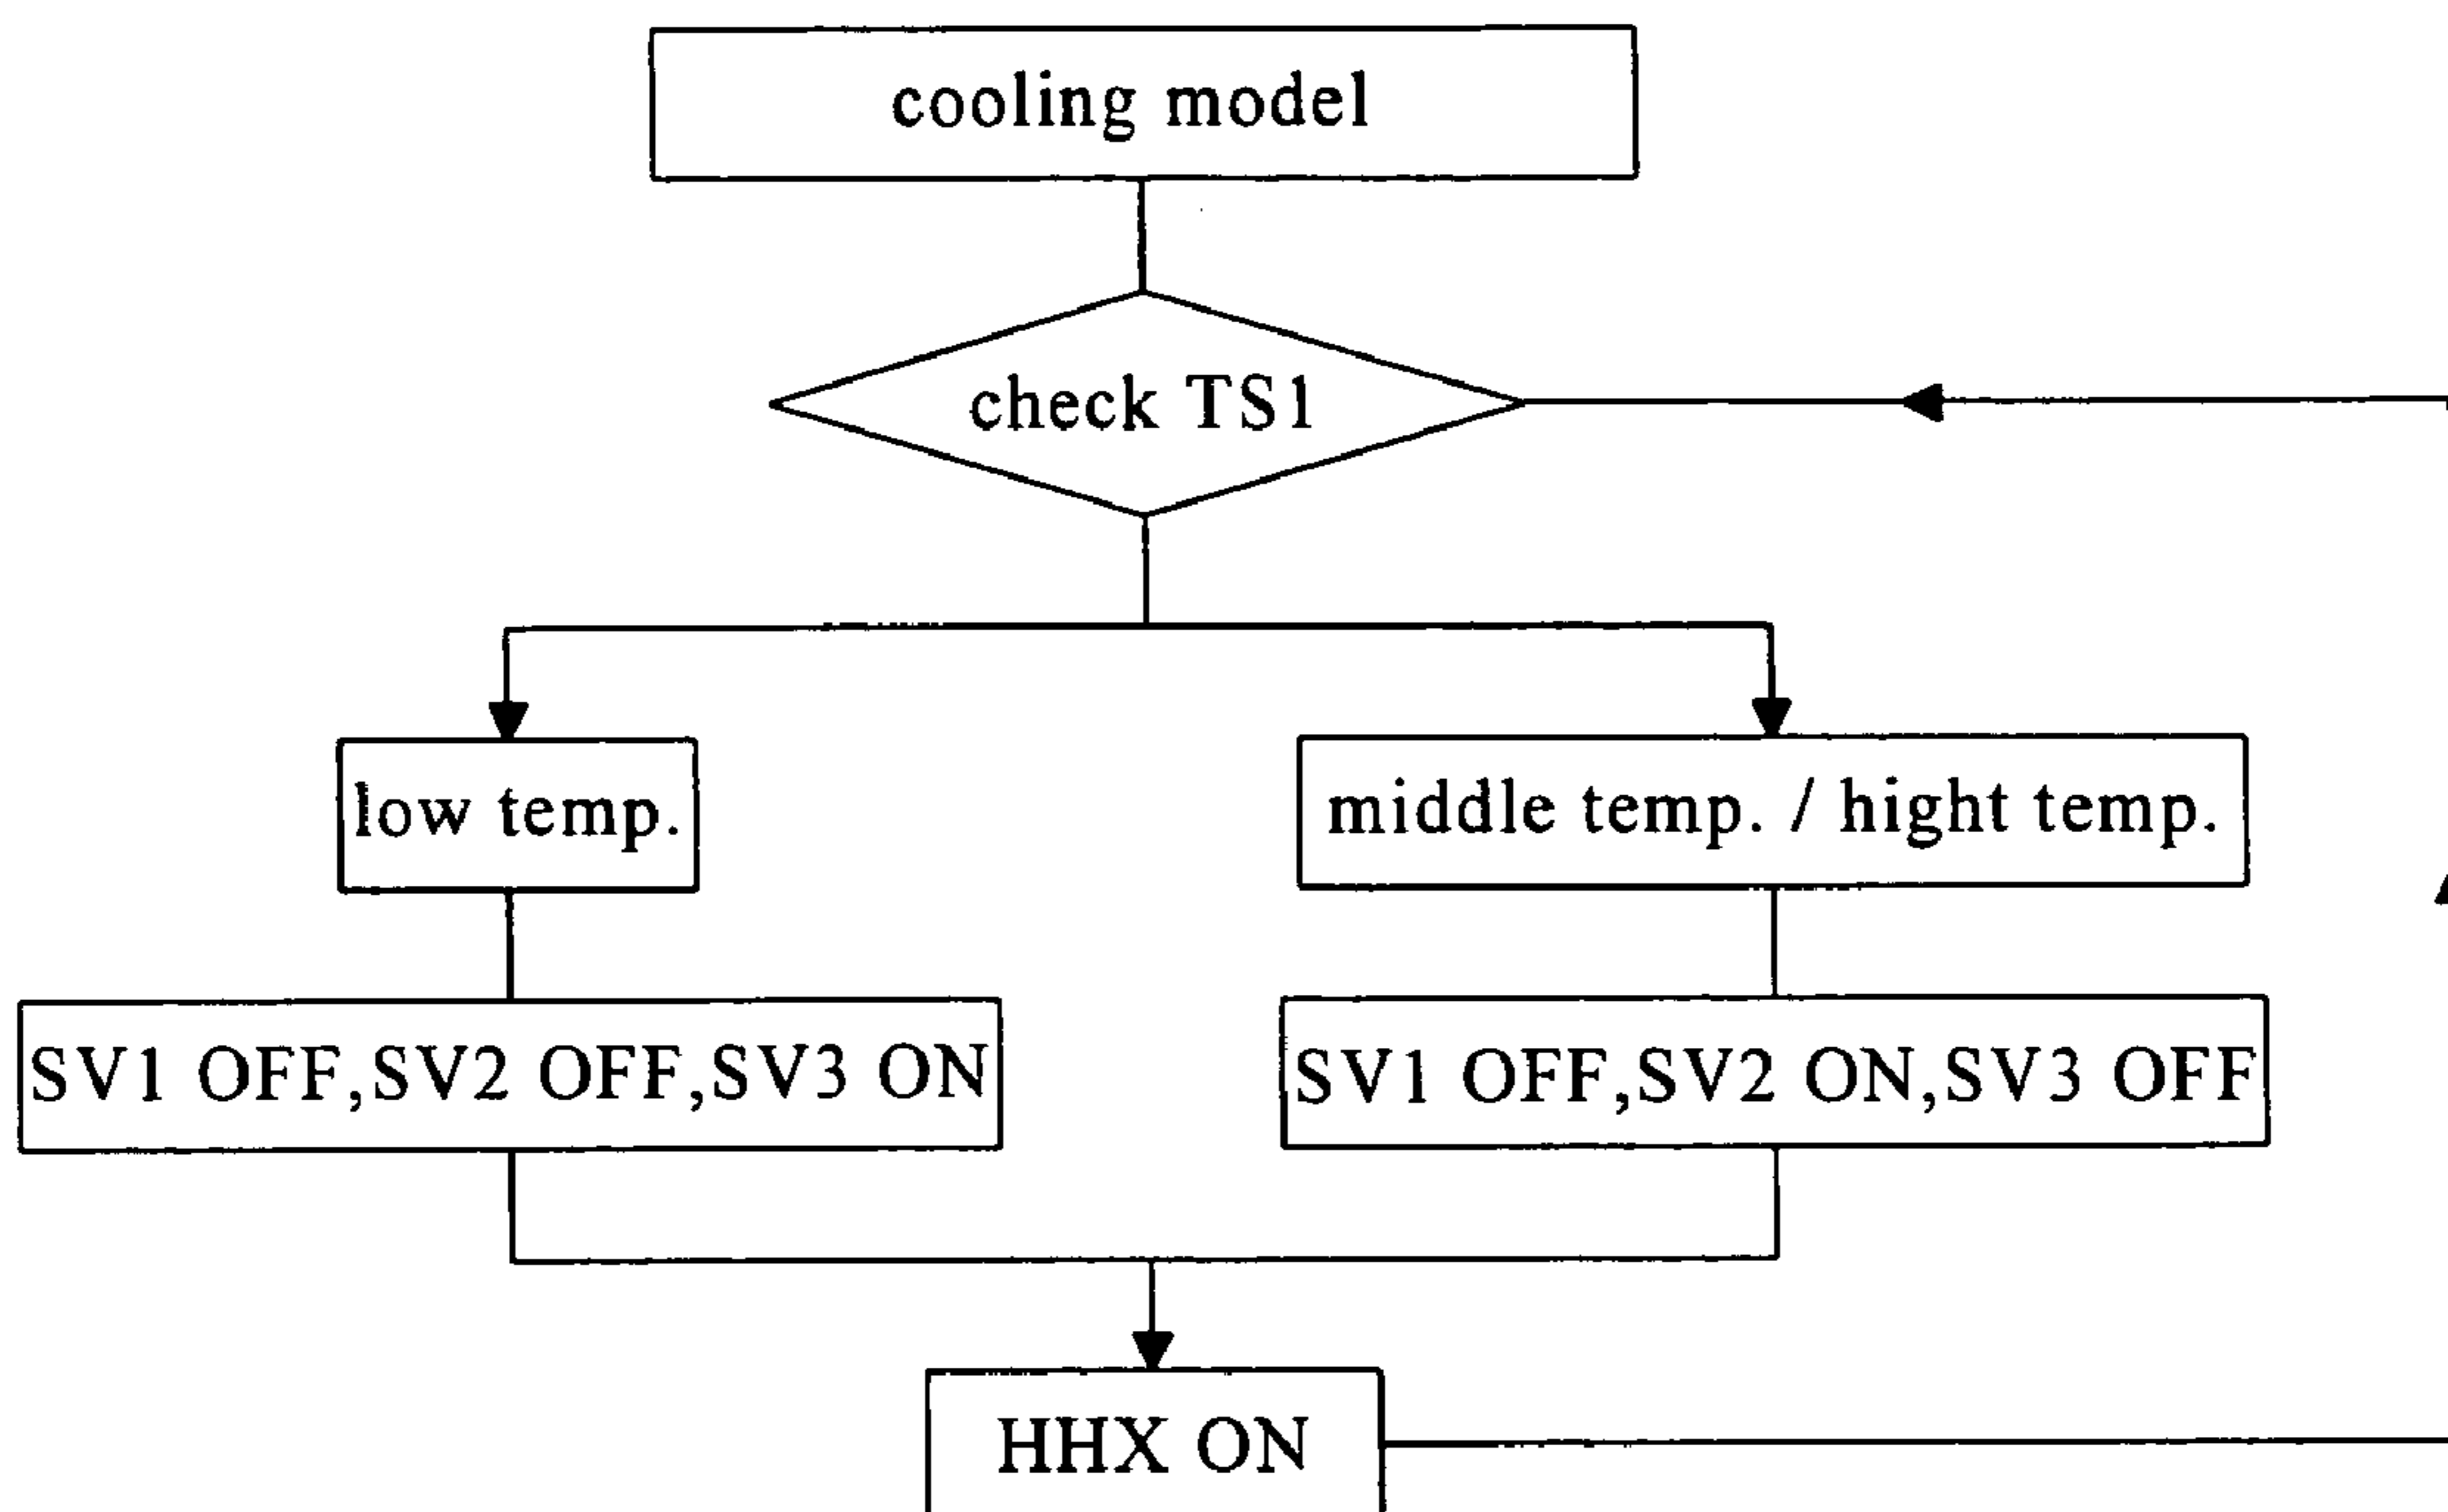 cooling model
check TS1
low temp.
middle temp. / hight temp.
SV1 OFF,SV2 OFF,SV3 ON
SV1 OFF,SV2 ON,SV3 OFF
HHX ON